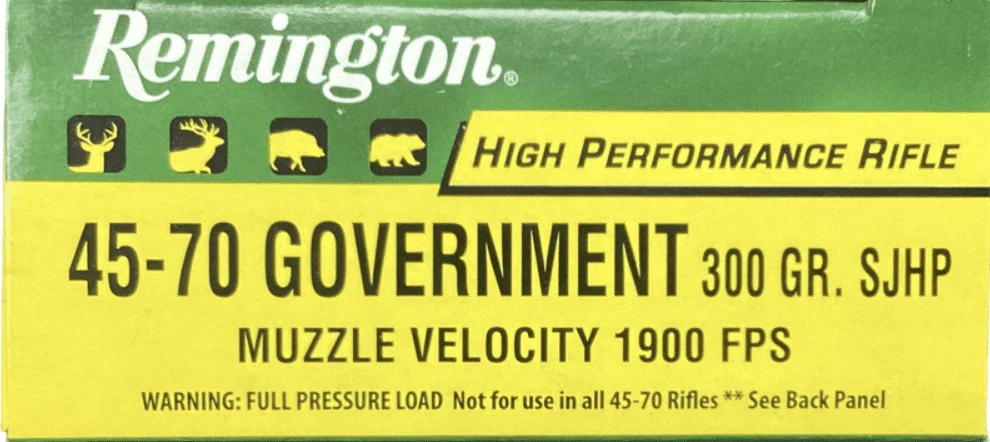 Remington®
HIGH PERFORMANCE RIFLE
45-70 GOVERNMENT 300 GR. SJHP
MUZZLE VELOCITY 1900 FPS
WARNING: FULL PRESSURE LOAD Not for use in all 45-70 Rifles ** See Back Panel